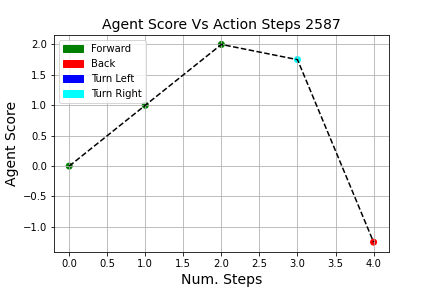 Agent Score Vs Action Steps 2587
Forward
Back
Turn Left
Turn Right
2.0
1.5
1.0
0.5
0.0
−0.5
−1.0
Agent Score
0.0 0.5 1.0 1.5 2.0 2.5 3.0 3.5 4.0
Num. Steps